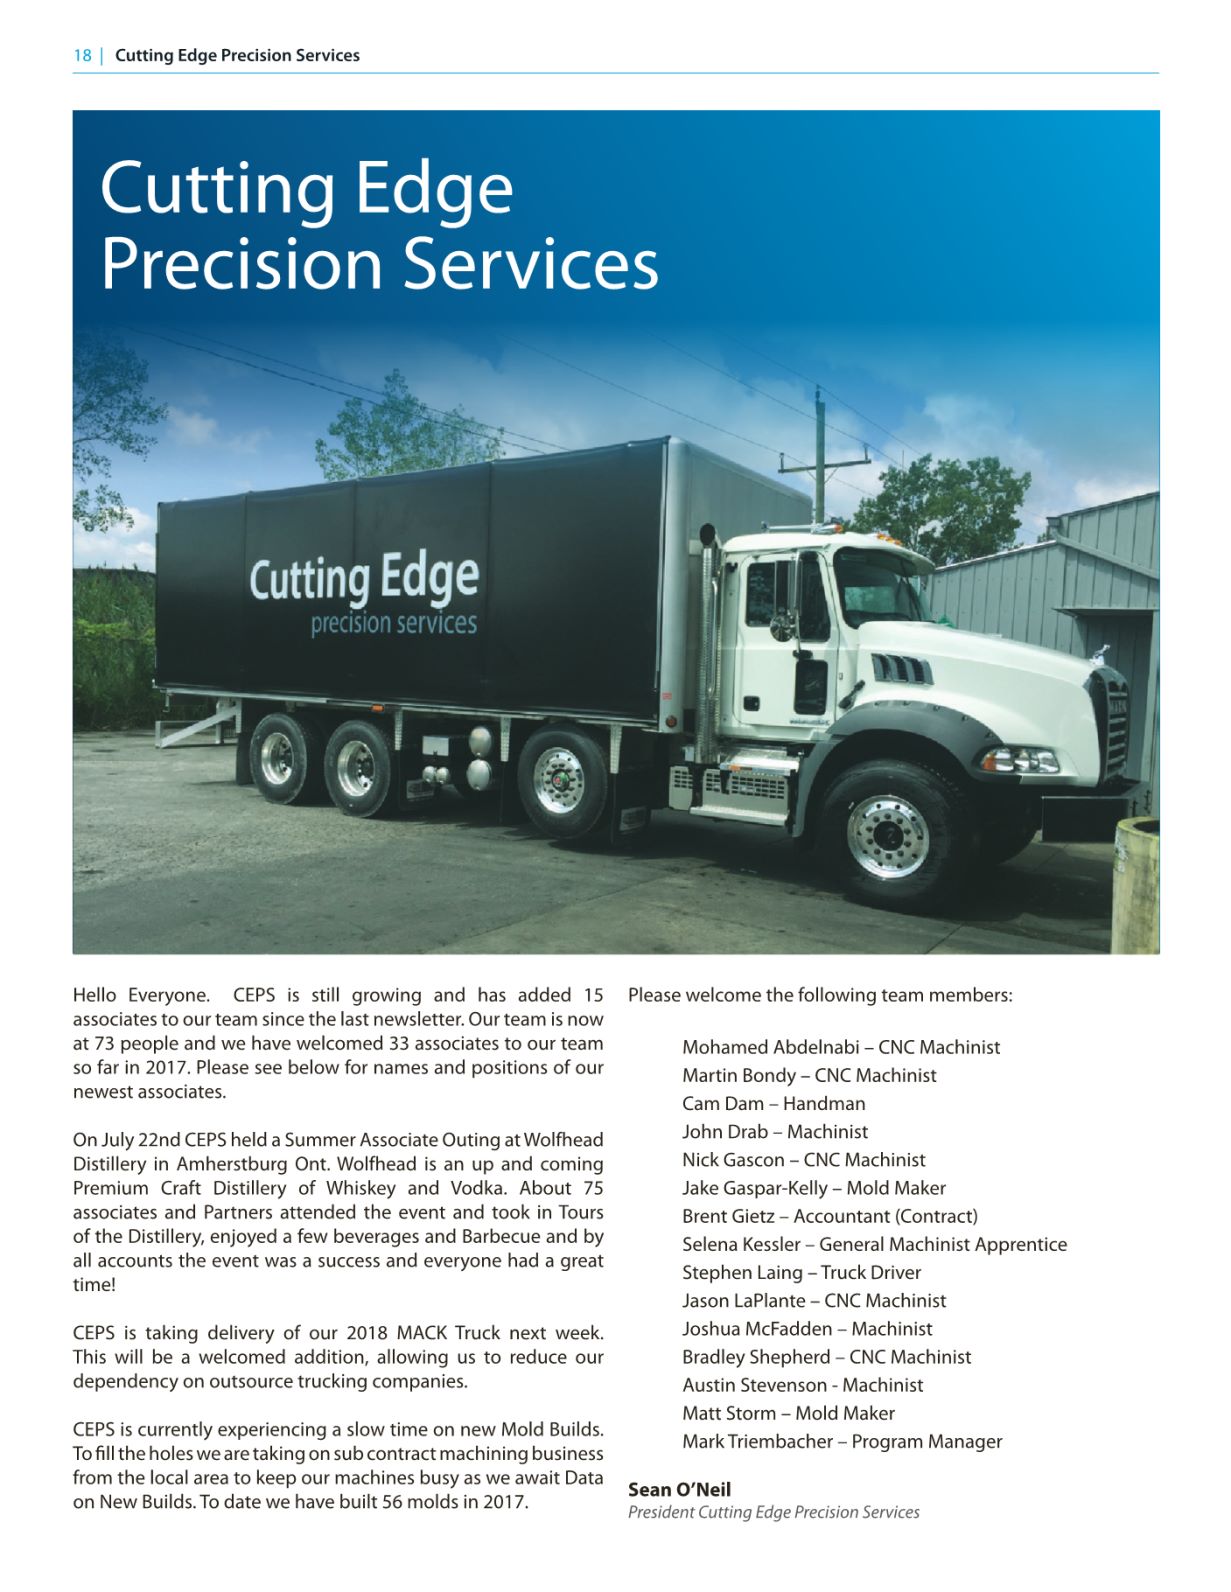 18 | Cutting Edge Precision Services
Cutting Edge
Precision Services
Cutting Edge
precision services
Hello Everyone. CEPS is still growing and has added 15
associates to our team since the last newsletter. Our team is now
at 73 people and we have welcomed 33 associates to our team
so far in 2017. Please see below for names and positions of our
newest associates.
On July 22nd CEPS held a Summer Associate Outing at Wolfhead
Distillery in Amherstburg Ont. Wolfhead is an up and coming
Premium Craft Distillery of Whiskey and Vodka. About 75
associates and Partners attended the event and took in Tours
of the Distillery, enjoyed a few beverages and Barbecue and by
all accounts the event was a success and everyone had a great
time!
CEPS is taking delivery of our 2018 MACK Truck next week.
This will be a welcomed addition, allowing us to reduce our
dependency on outsource trucking companies.
CEPS is currently experiencing a slow time on new Mold Builds.
To fill the holes we are taking on sub contract machining business
from the local area to keep our machines busy as we await Data
on New Builds. To date we have built 56 molds in 2017.
Please welcome the following team members:
Mohamed Abdelnabi – CNC Machinist
Martin Bondy – CNC Machinist
Cam Dam – Handman
John Drab – Machinist
Nick Gascon – CNC Machinist
Jake Gaspar-Kelly – Mold Maker
Brent Gietz – Accountant (Contract)
Selena Kessler – General Machinist Apprentice
Stephen Laing – Truck Driver
Jason LaPlante – CNC Machinist
Joshua McFadden – Machinist
Bradley Shepherd – CNC Machinist
Austin Stevenson - Machinist
Matt Storm – Mold Maker
Mark Triembacher – Program Manager
Sean O’Neil
President Cutting Edge Precision Services